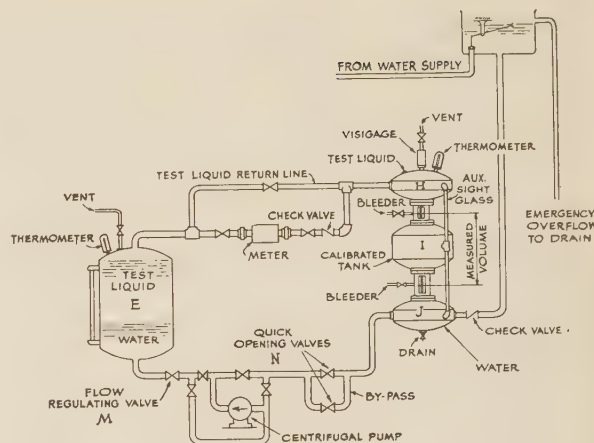 FROM WATER SUPPLY
VENT
VISIGAGE
THERMOMETER
TEST LIQUID
TEST LIQUID RETURN LINE
AUX.
SIGHT
GLASS
VENT
BLEEDER
CHECK VALVE
EMERGENCY
OVERFLOW
TO DRAIN
THERMOMETER
METER
I
CALIBRATED
TANK
MEASURED
VOLUME
TEST
LIQUID
E
BLEEDER
J
WATER
QUICK
OPENING VALVES
N
DRAIN
CHECK VALVE
WATER
FLOW
REGULATING VALVE
M
BY-PASS
CENTRIFUGAL PUMP